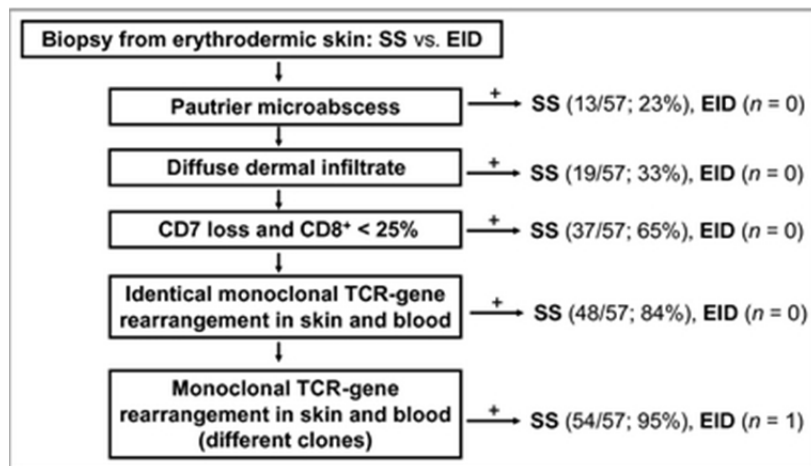 Biopsy from erythrodermic skin: SS vs. EID
Pautrier microabscess
+
SS (13/57; 23%), EID (n = 0)
Diffuse dermal infiltrate
+
SS (19/57; 33%), EID (n = 0)
CD7 loss and CD8⁺ < 25%
+
SS (37/57; 65%), EID (n = 0)
Identical monoclonal TCR-gene
rearrangement in skin and blood
+
SS (48/57; 84%), EID (n = 0)
Monoclonal TCR-gene
rearrangement in skin and blood
(different clones)
+
SS (54/57; 95%), EID (n = 1)